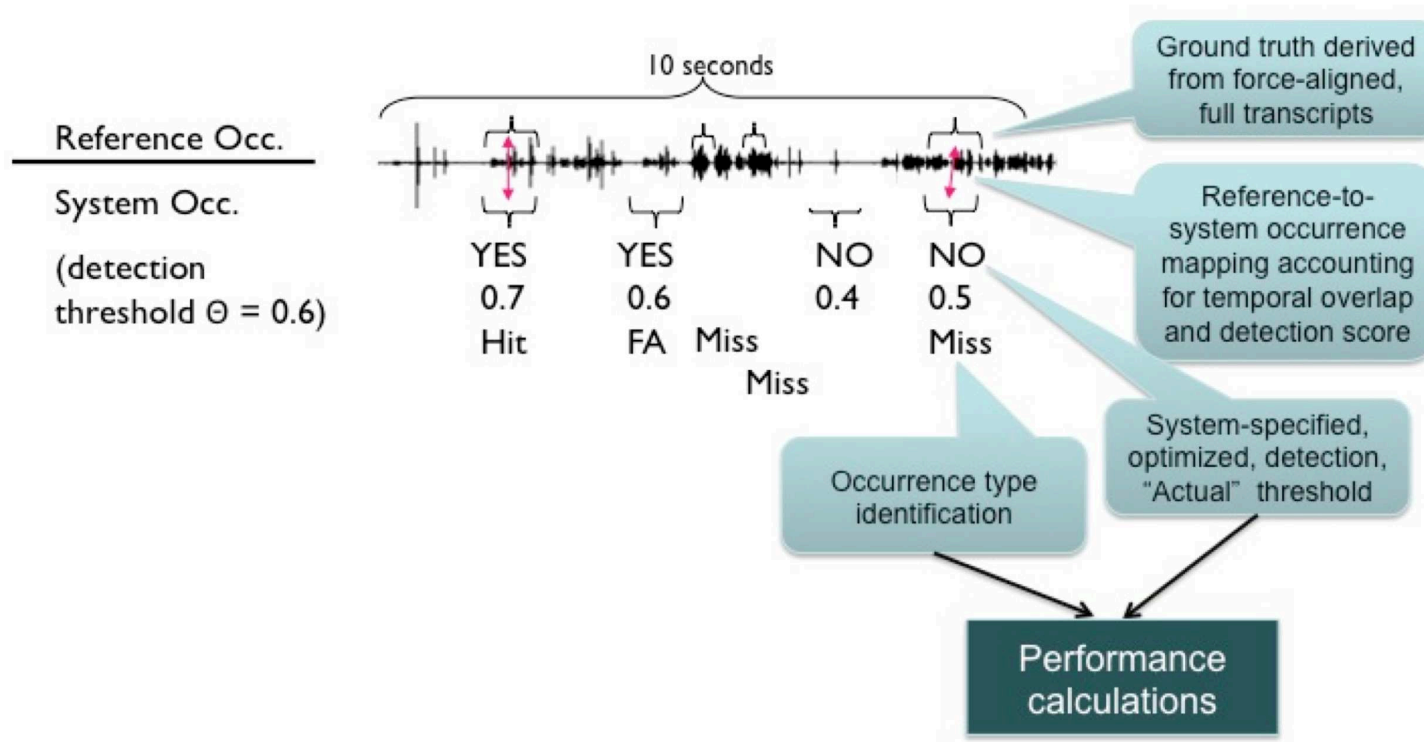 10 seconds
Reference Occ.
System Occ.
(detection
threshold Θ = 0.6)
YES YES NO NO
0.7 0.6 0.4 0.5
Hit FA Miss Miss
Miss
Ground truth derived
from force-aligned,
full transcripts
Reference-to-
system occurrence
mapping accounting
for temporal overlap
and detection score
System-specified,
optimized, detection,
“Actual” threshold
Occurrence type
identification
Performance
calculations